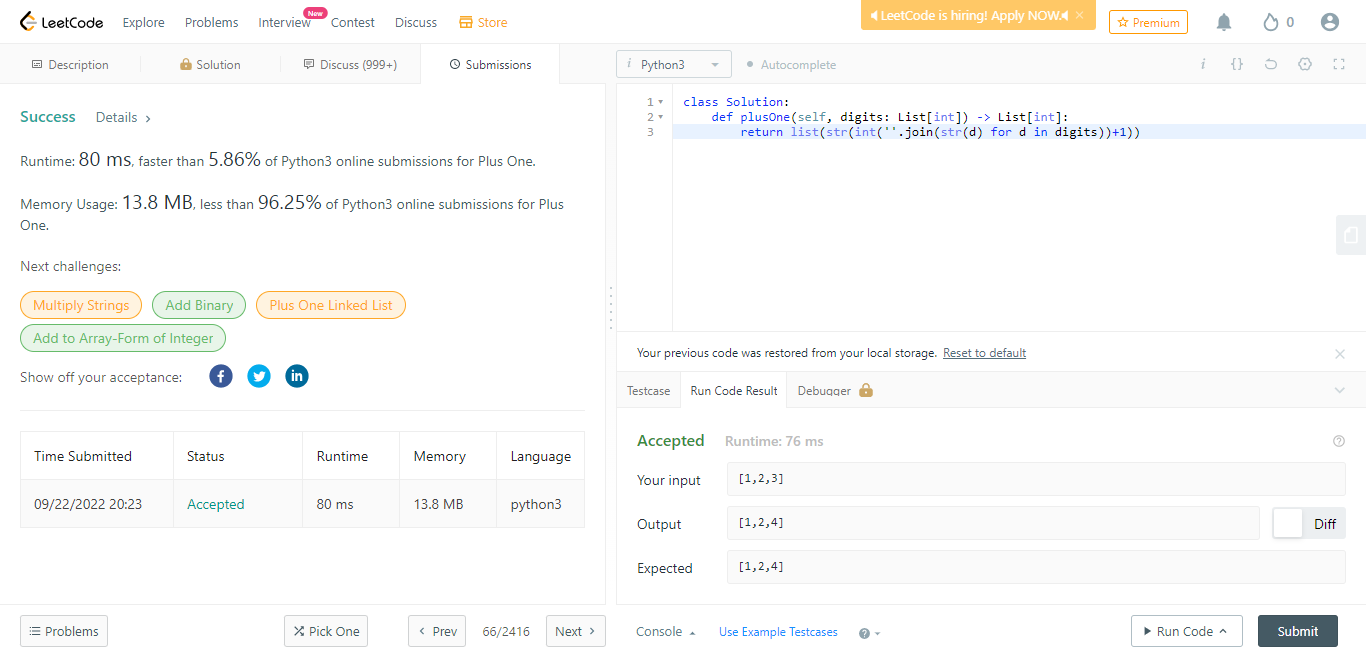 LeetCode
Explore
Problems
Interview
New
Contest
Discuss
Store
LeetCode is hiring! Apply NOW.
Premium
0
Description
Solution
Discuss (999+)
Submissions
i Python3
Autocomplete
Success Details >
Runtime: 80 ms, faster than 5.86% of Python3 online submissions for Plus One.
Memory Usage: 13.8 MB, less than 96.25% of Python3 online submissions for Plus
One.
Next challenges:
Multiply Strings Add Binary Plus One Linked List
Add to Array-Form of Integer
Show off your acceptance:
Time Submitted Status Runtime Memory Language
09/22/2022 20:23 Accepted 80 ms 13.8 MB python3
1 class Solution:
2 def plusOne(self, digits: List[int]) -> List[int]:
3 return list(str(int(''.join(str(d) for d in digits))+1))
Your previous code was restored from your local storage. Reset to default
Testcase Run Code Result Debugger
Accepted Runtime: 76 ms
Your input [1,2,3]
Output [1,2,4] Diff
Expected [1,2,4]
Problems
Pick One
< Prev 66/2416 Next >
Console
Use Example Testcases
Run Code
Submit